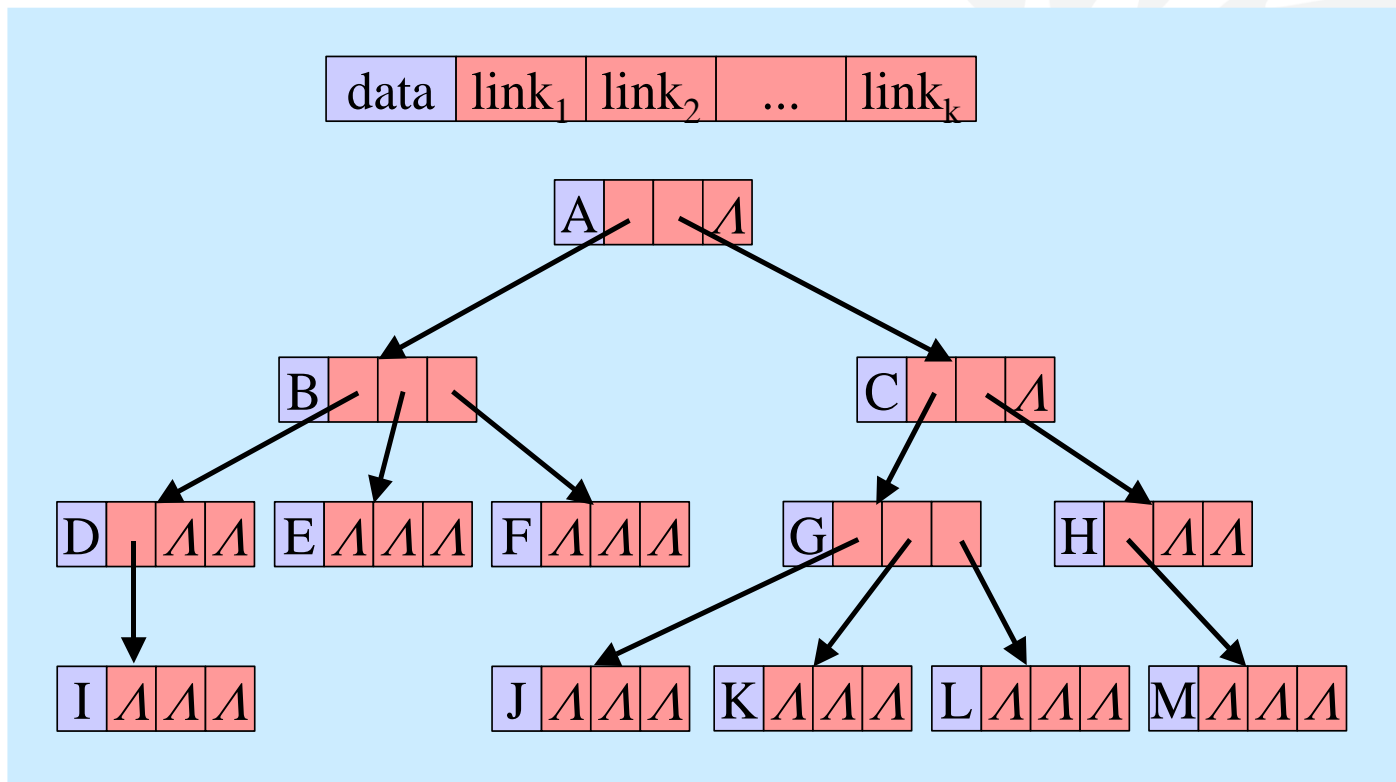 data link₁ link₂ ... linkₖ
A Λ
B C Λ
D Λ Λ E Λ Λ Λ F Λ Λ Λ G H Λ Λ
I Λ Λ Λ J Λ Λ Λ K Λ Λ Λ L Λ Λ Λ M Λ Λ Λ